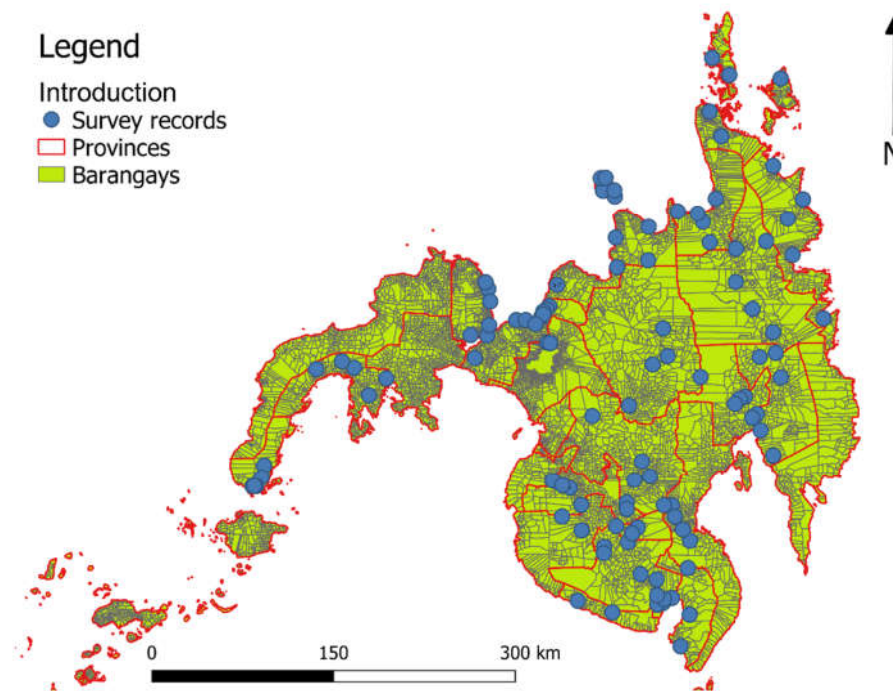 Legend
Introduction
Survey records
Provinces
Barangays
N
0 150 300 km